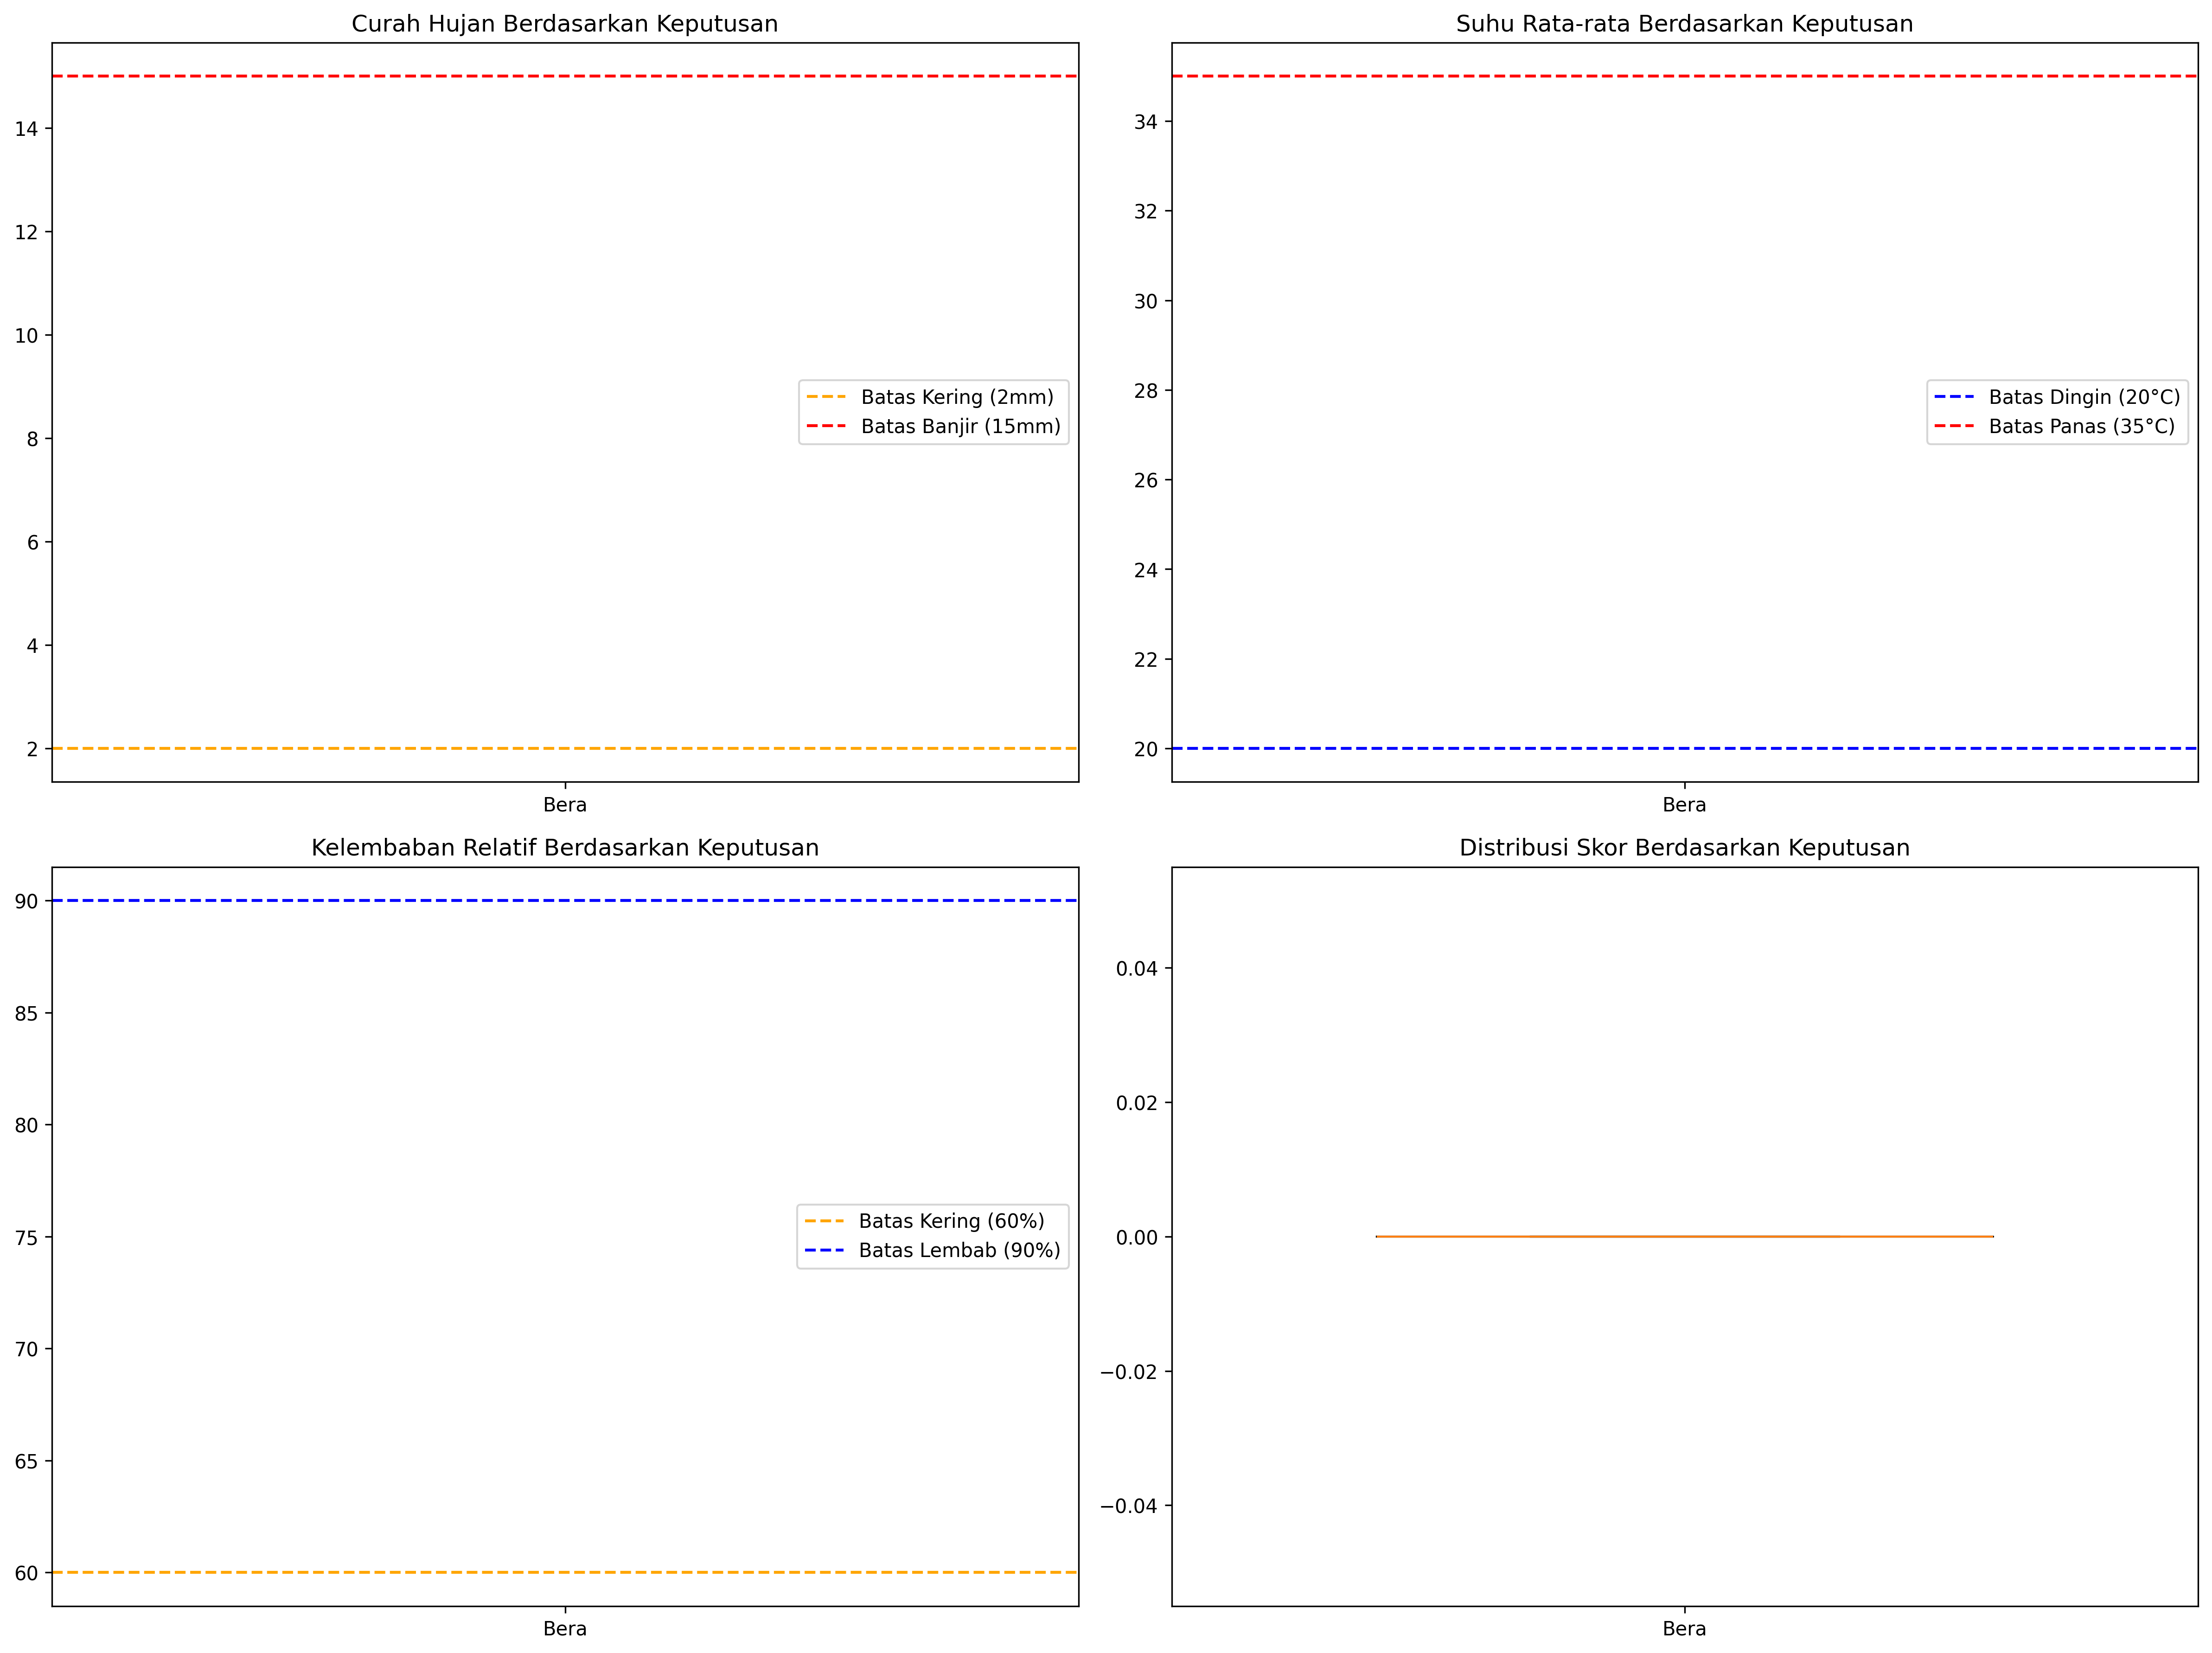 Curah Hujan Berdasarkan Keputusan
14
12
10
8
6
4
2
Batas Kering (2mm)
Batas Banjir (15mm)
Bera
Suhu Rata-rata Berdasarkan Keputusan
34
32
30
28
26
24
22
20
Batas Dingin (20°C)
Batas Panas (35°C)
Bera
Kelembaban Relatif Berdasarkan Keputusan
90
85
80
75
70
65
60
Batas Kering (60%)
Batas Lembab (90%)
Bera
Distribusi Skor Berdasarkan Keputusan
0.04
0.02
0.00
−0.02
−0.04
Bera